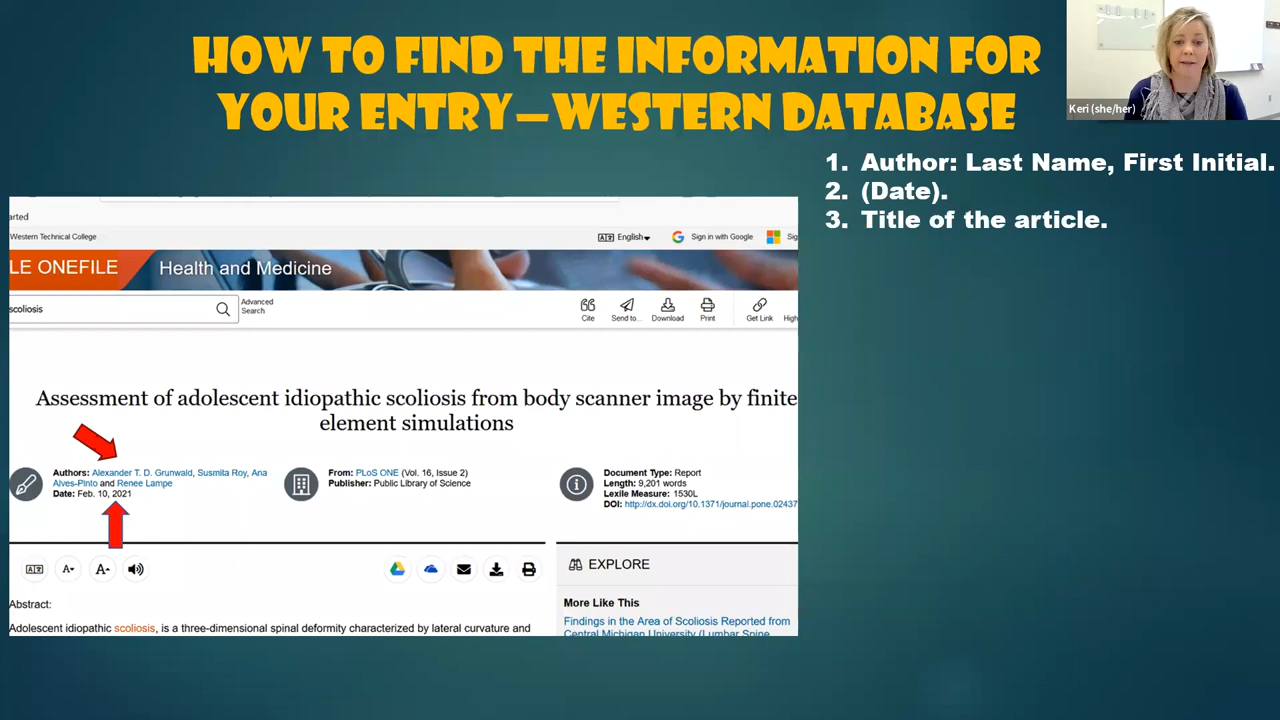 HOW TO FIND THE INFORMATION FOR
YOUR ENTRY—WESTERN DATABASE
Keri (she/her)
1. Author: Last Name, First Initial.
2. (Date).
3. Title of the article.
arted
Western Technical College
English
Sign in with Google
Sig
LE ONEFILE
Health and Medicine
scoliosis
Advanced
Search
Cite
Send to...
Download
Print
Get Link
High
Assessment of adolescent idiopathic scoliosis from body scanner image by finite
element simulations
Authors: Alexander T. D. Grunwald, Susmita Roy, Ana
Alves-Pinto and Renee Lampe
Date: Feb. 10, 2021
From: PLoS ONE (Vol. 16, Issue 2)
Publisher: Public Library of Science
Document Type: Report
Length: 9,201 words
Lexile Measure: 1530L
DOI: http://dx.doi.org/10.1371/journal.pone.02437
A
A
EXPLORE
Abstract:
Adolescent idiopathic scoliosis, is a three-dimensional spinal deformity characterized by lateral curvature and
More Like This
Findings in the Area of Scoliosis Reported from
Central Michigan University (Lumbar Spine